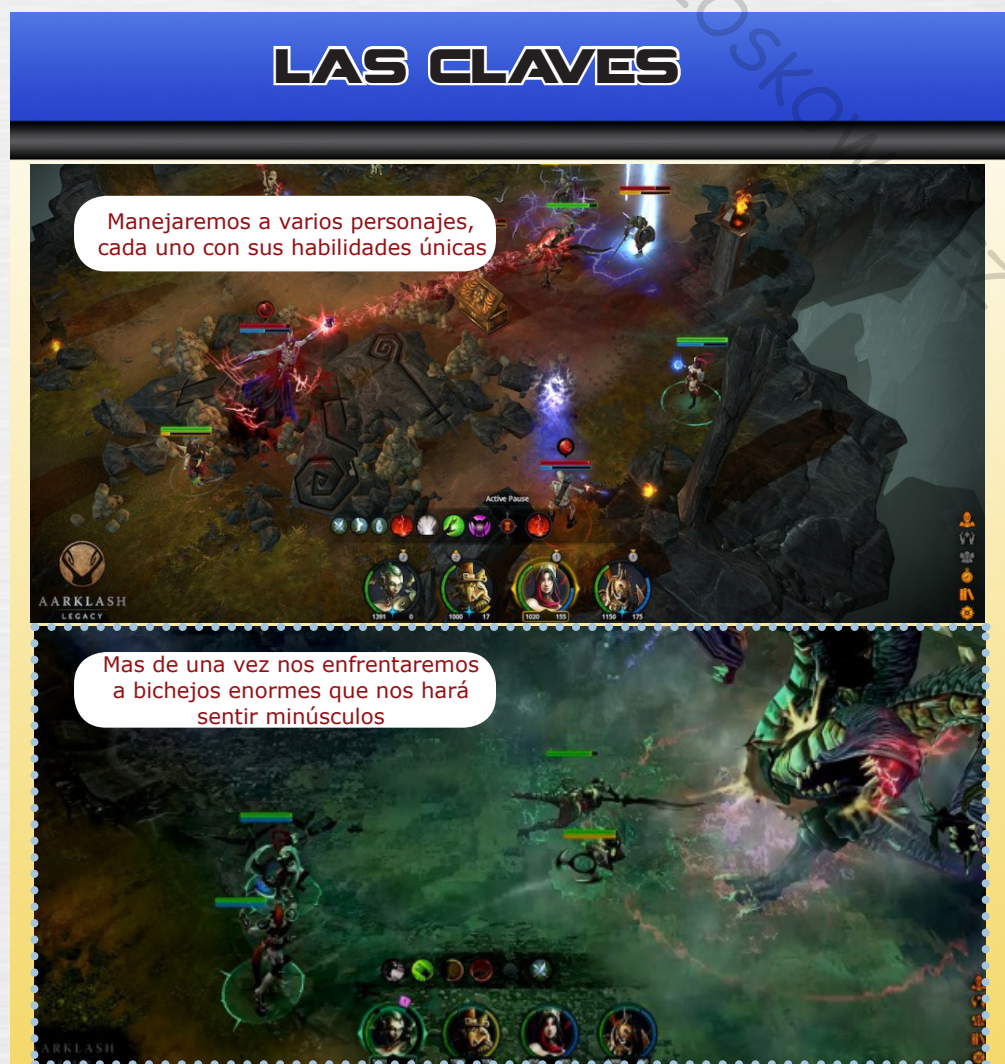 LAS CLAVES
Manejaremos a varios personajes,
cada uno con sus habilidades únicas
Active Pause
AARKLASH
LEGACY
1391 0
1000 17
1020 155
1150 175
Mas de una vez nos enfrentaremos
a bichejos enormes que nos hará
sentir minúsculos
ARKLASH